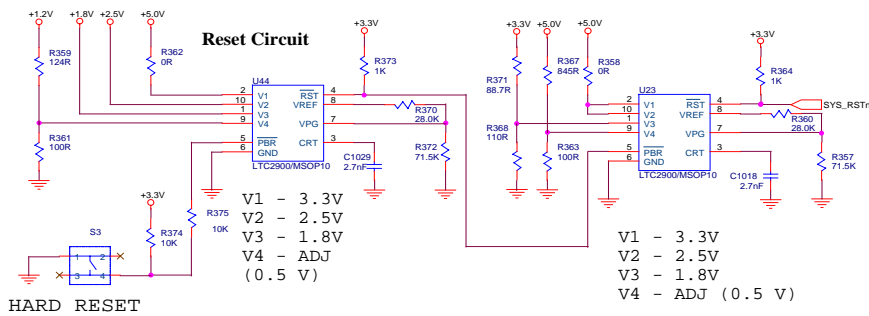 Reset Circuit
+1.2V
+1.8V
+2.5V
+5.0V
R359
124R
R362
0R
U44
2 V1
10 V2
1 V3
9 V4
5 PBR
6 GND
RST 4
VREF 8
VPG 7
CRT 3
LTC2900/MSOP10
+3.3V
R373
1K
R370
28.0K
R372
71.5K
C1029
2.7nF
R361
100R
+3.3V
R374
10K
R375
10K
S3
1 2
3 4
HARD RESET
V1 - 3.3V
V2 - 2.5V
V3 - 1.8V
V4 - ADJ
(0.5 V)
+3.3V
+5.0V
+5.0V
R371
88.7R
R367
845R
R358
0R
R368
110R
R363
100R
U23
2 V1
10 V2
1 V3
9 V4
5 PBR
6 GND
RST 4
VREF 8
VPG 7
CRT 3
LTC2900/MSOP10
+3.3V
R364
1K
SYS_RSTn
R360
28.0K
R357
71.5K
C1018
2.7nF
V1 - 3.3V
V2 - 2.5V
V3 - 1.8V
V4 - ADJ (0.5 V)